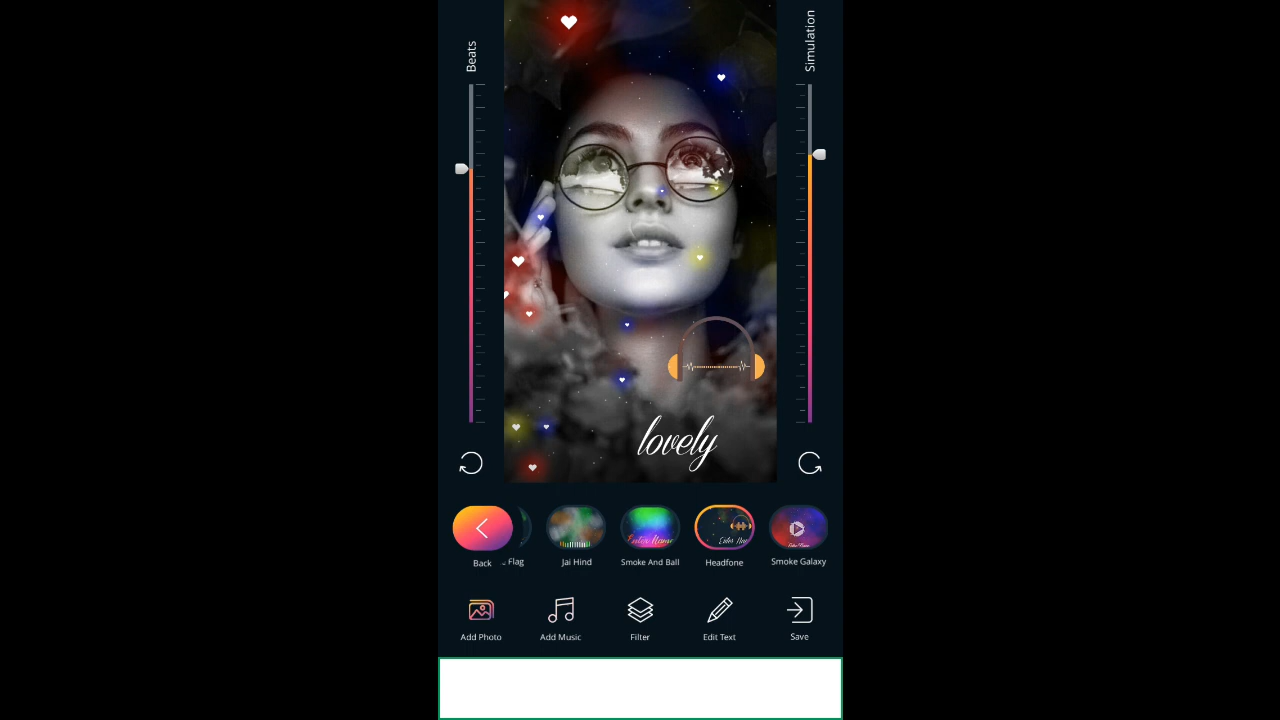 Beats
Simulation
lovely
Back
Flag
Jai Hind
Smoke And Ball
Headfone
Smoke Galaxy
Add Photo
Add Music
Filter
Edit Text
Save